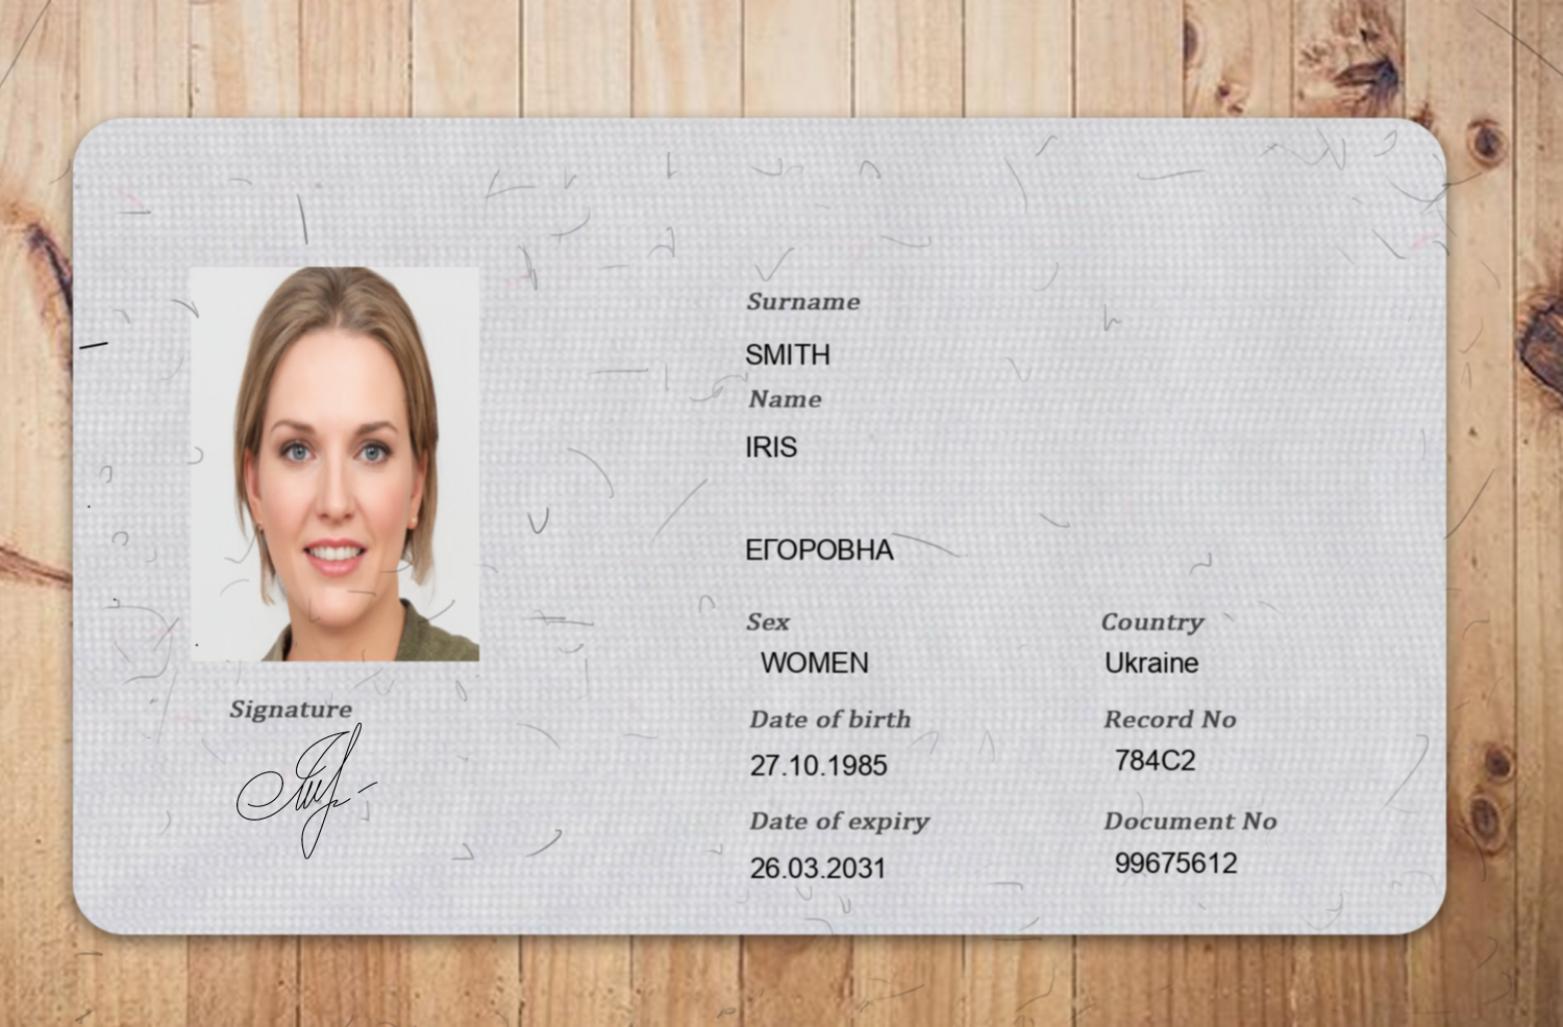 Surname
SMITH
Name
IRIS
ЕГОРОВНА
Sex
WOMEN
Country
Ukraine
Date of birth
27.10.1985
Record No
784C2
Date of expiry
26.03.2031
Document No
99675612
Signature